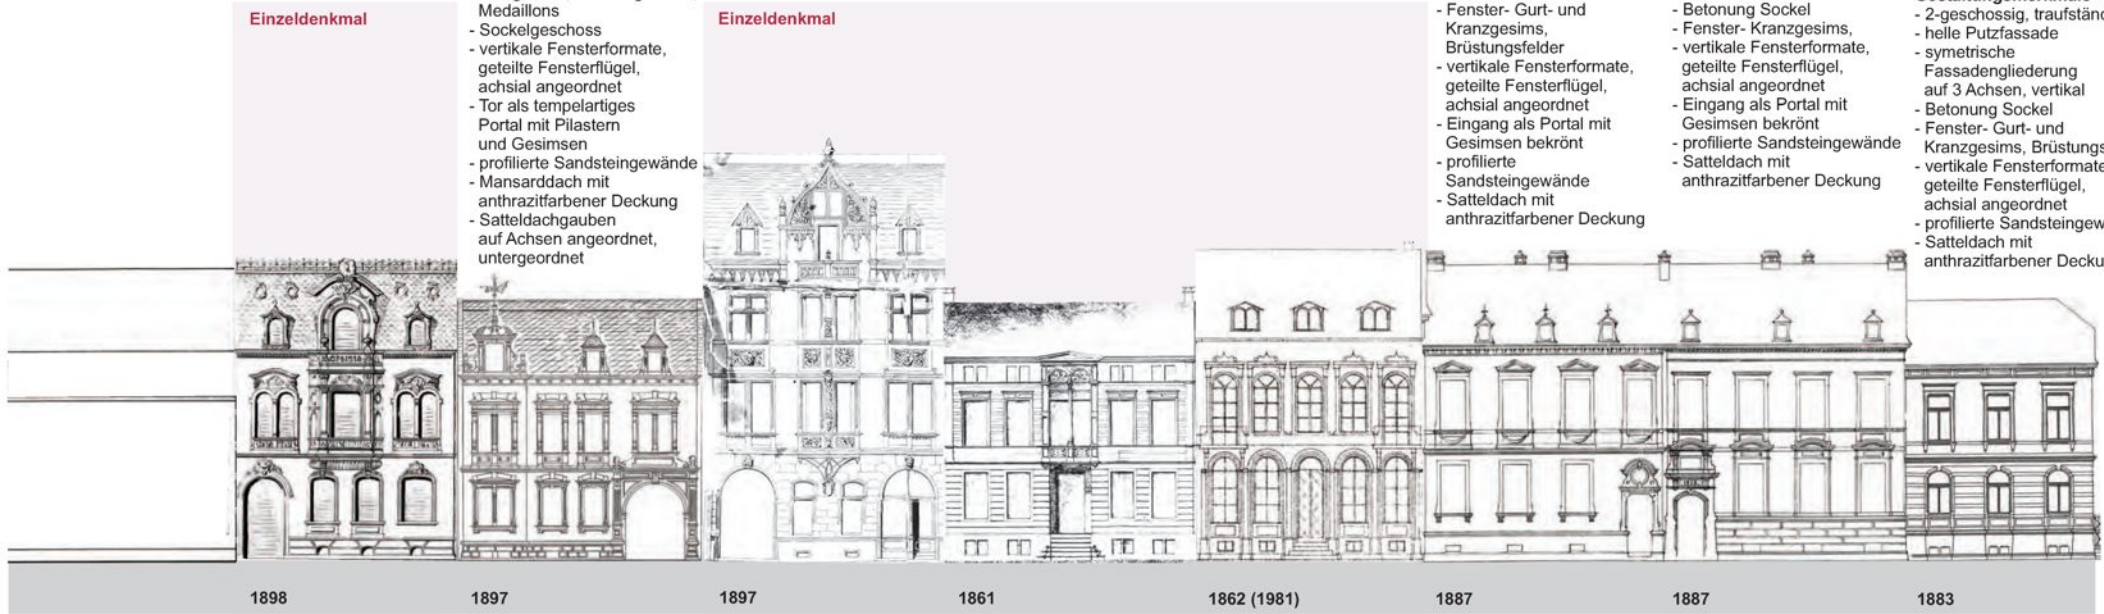 Einzeldenkmal
Medaillons
- Sockelgeschoss
- vertikale Fensterformate,
geteilte Fensterflügel,
achsial angeordnet
- Tor als tempelartiges
Portal mit Pilastern
und Gesimsen
- profilierte Sandsteingewände
- Mansarddach mit
anthrazitfarbener Deckung
- Satteldachgauben
auf Achsen angeordnet,
untergeordnet
Einzeldenkmal
- Fenster- Gurt- und
Kranzgesims,
Brüstungsfelder
- vertikale Fensterformate,
geteilte Fensterflügel,
achsial angeordnet
- Eingang als Portal mit
Gesimsen bekrönt
- profilierte
Sandsteingewände
- Satteldach mit
anthrazitfarbener Deckung
- Betonung Sockel
- Fenster- Kranzgesims,
- vertikale Fensterformate,
geteilte Fensterflügel,
achsial angeordnet
- Eingang als Portal mit
Gesimsen bekrönt
- profilierte Sandsteingewände
- Satteldach mit
anthrazitfarbener Deckung
- 2-geschossig, traufständ
- helle Putzfassade
- symetrische
Fassadengliederung
auf 3 Achsen, vertikal
- Betonung Sockel
- Fenster- Gurt- und
Kranzgesims, Brüstungs
- vertikale Fensterformate
geteilte Fensterflügel,
achsial angeordnet
- profilierte Sandsteingew
- Satteldach mit
anthrazitfarbener Decku
1898
1897
1897
1861
1862 (1981)
1887
1887
1883